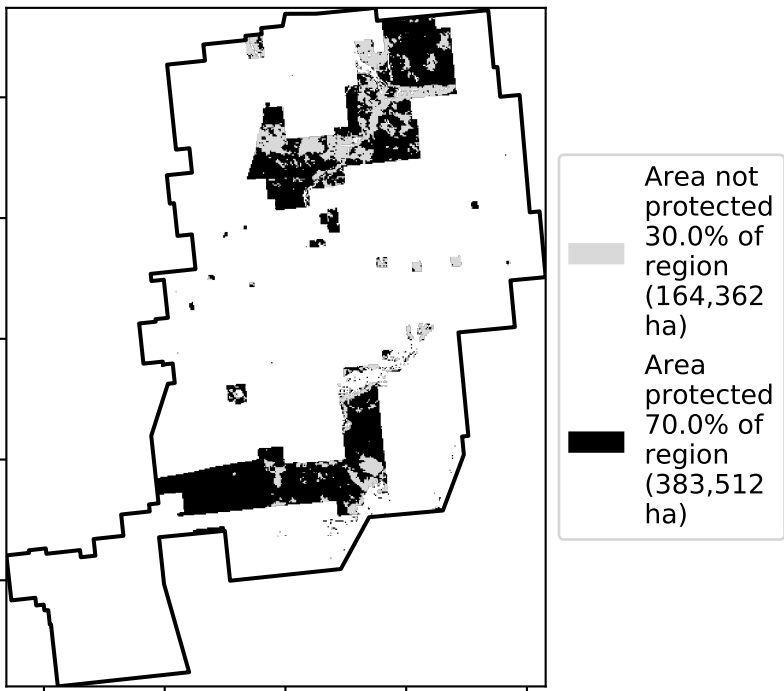 Area not
protected
30.0% of
region
(164,362
ha)
Area
protected
70.0% of
region
(383,512
ha)